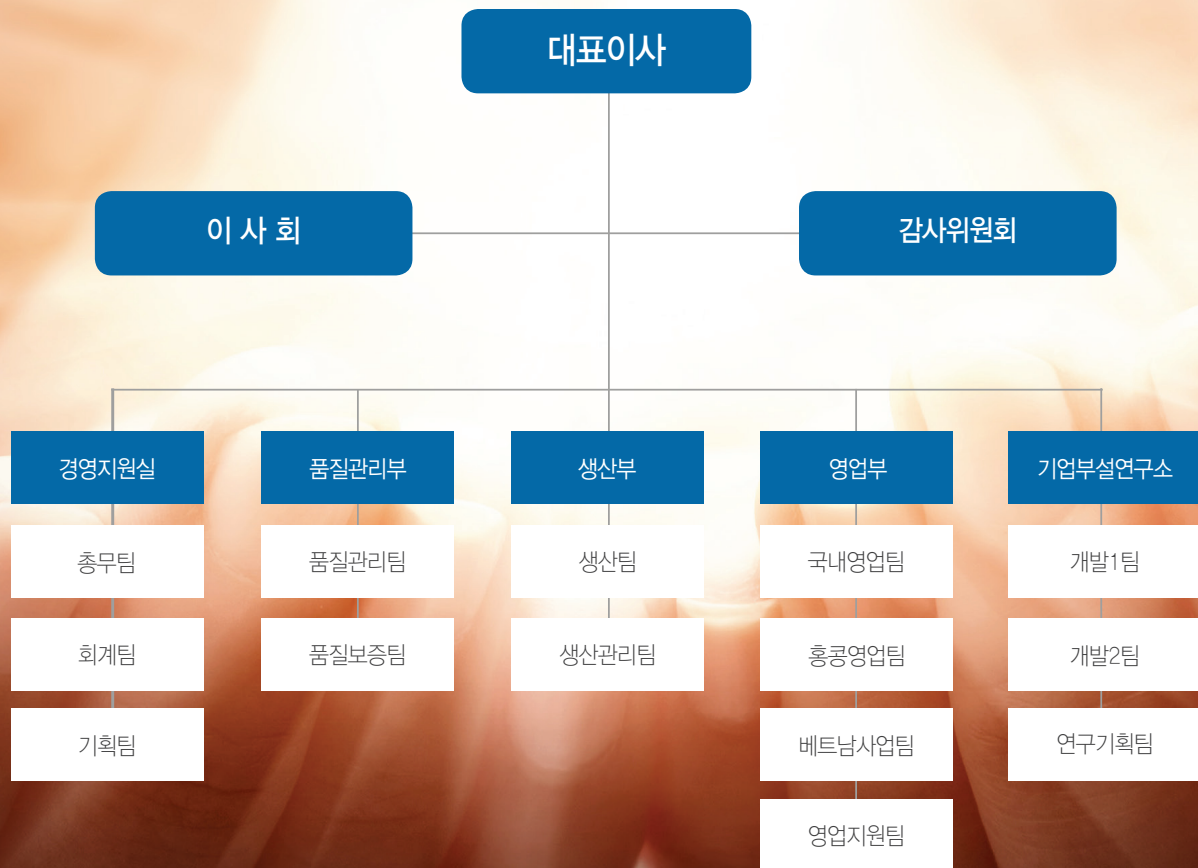 대표이사
이 사 회
감사위원회
경영지원실
품질관리부
생산부
영업부
기업부설연구소
총무팀
품질관리팀
생산팀
국내영업팀
개발1팀
회계팀
품질보증팀
생산관리팀
홍콩영업팀
개발2팀
기획팀
베트남사업팀
연구기획팀
영업지원팀